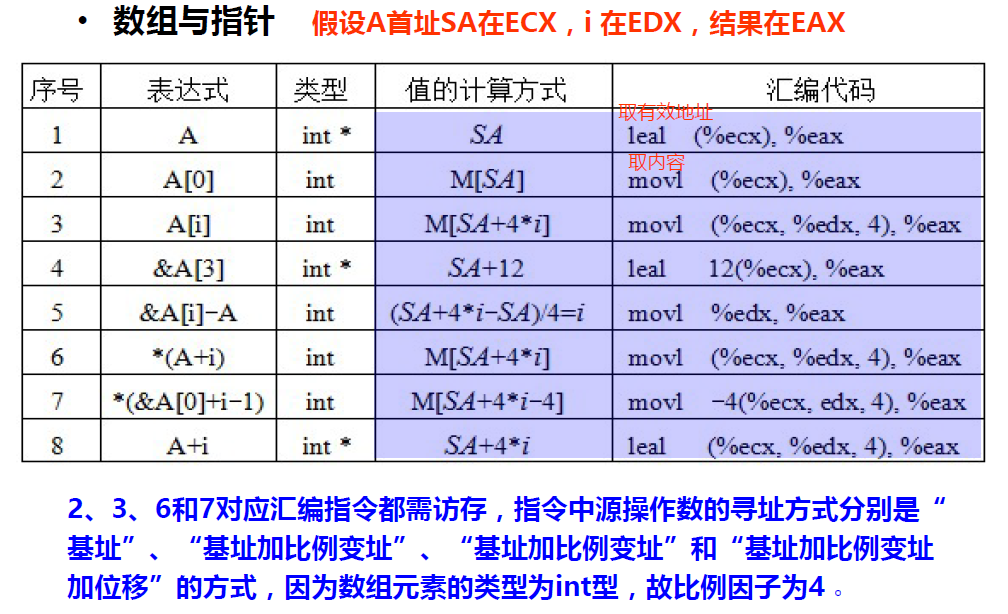 • 数组与指针 假设A首址SA在ECX，i 在EDX，结果在EAX
序号 表达式 类型 值的计算方式 汇编代码
取有效地址
1 A int * SA leal (%ecx), %eax
取内容
2 A[0] int M[SA] movl (%ecx), %eax
3 A[i] int M[SA+4*i] movl (%ecx, %edx, 4), %eax
4 &A[3] int * SA+12 leal 12(%ecx), %eax
5 &A[i]−A int (SA+4*i−SA)/4=i movl %edx, %eax
6 *(A+i) int M[SA+4*i] movl (%ecx, %edx, 4), %eax
7 *(&A[0]+i−1) int M[SA+4*i−4] movl −4(%ecx, edx, 4), %eax
8 A+i int * SA+4*i leal (%ecx, %edx, 4), %eax
2、3、6和7对应汇编指令都需访存，指令中源操作数的寻址方式分别是“
基址”、“基址加比例变址”、“基址加比例变址”和“基址加比例变址
加位移”的方式，因为数组元素的类型为int型，故比例因子为4 。